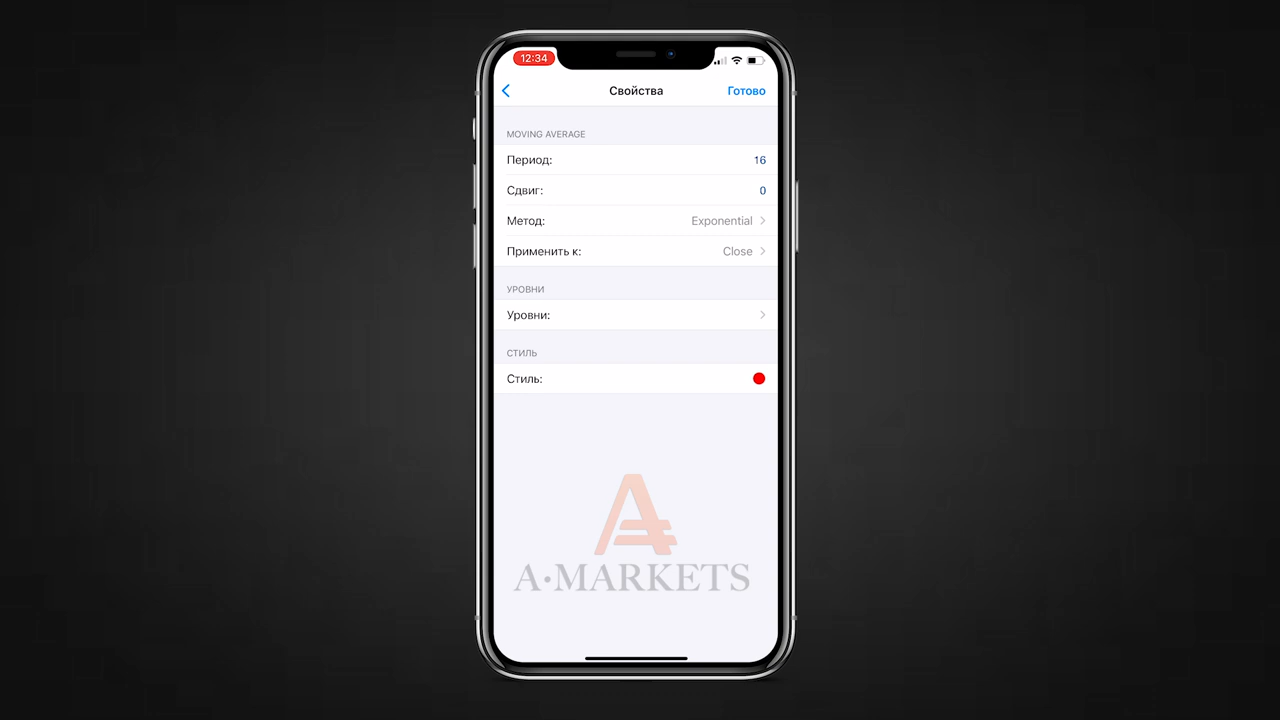 12:34
Свойства
Готово
MOVING AVERAGE
Период: 16
Сдвиг: 0
Метод: Exponential
Применить к: Close
УРОВНИ
Уровни:
СТИЛЬ
Стиль:
A·MARKETS